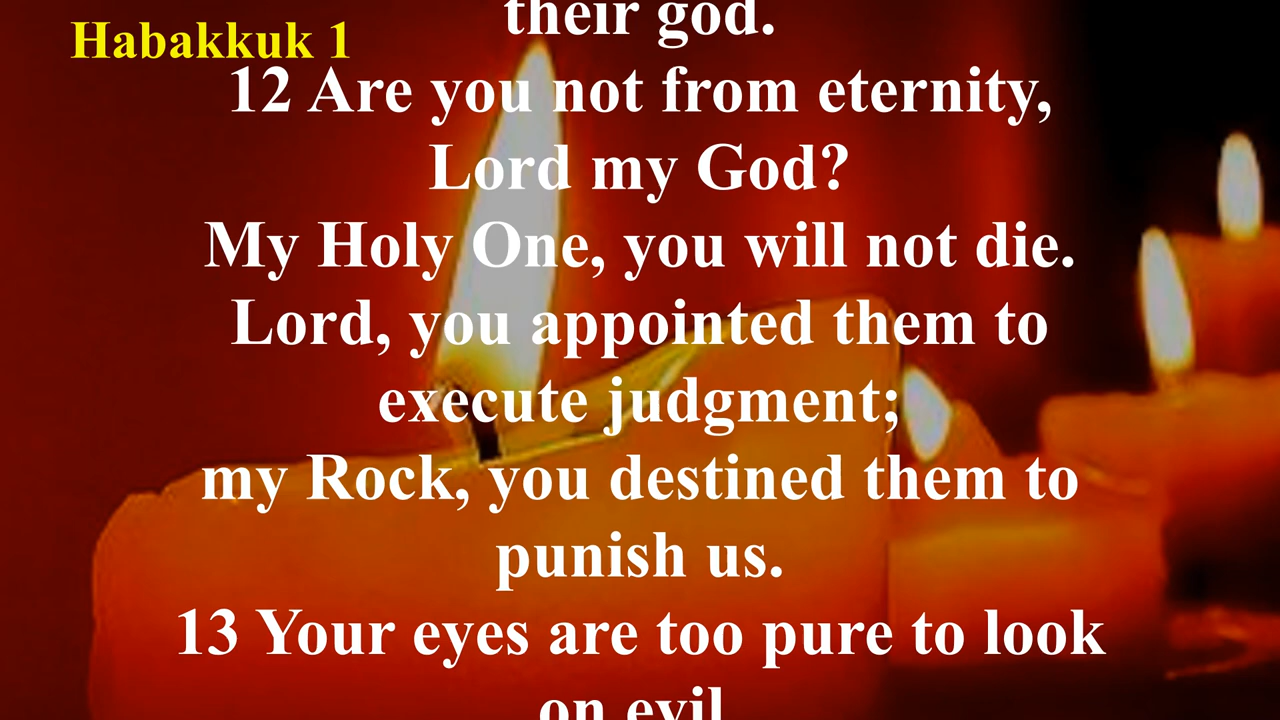 Habakkuk 1
their god.
12 Are you not from eternity,
Lord my God?
My Holy One, you will not die.
Lord, you appointed them to
execute judgment;
my Rock, you destined them to
punish us.
13 Your eyes are too pure to look
on evil